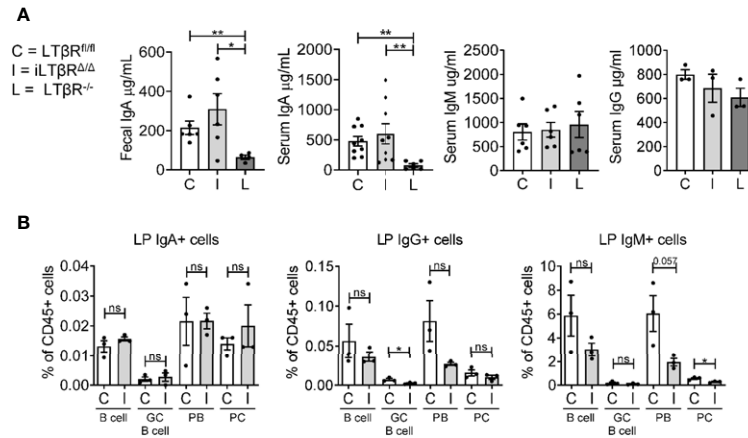 A
C = LTβR^fl/fl
I = iLTβR^Δ/Δ
L = LTβR^-/-
Fecal IgA µg/mL
600
400
200
0
**
*
C I L
Serum IgA µg/mL
2000
1500
1000
500
0
**
**
C I L
Serum IgM ug/mL
2000
1500
1000
500
0
C I L
Serum IgG µg/mL
1000
800
600
400
200
0
C I L
B
LP IgA+ cells
% of CD45+ cells
0.04
0.03
0.02
0.01
0.00
ns
ns
ns
ns
C I C I C I C I
B cell GC B cell PB PC
LP IgG+ cells
% of CD45+ cells
0.15
0.10
0.05
0.00
ns
*
ns
ns
C I C I C I C I
B cell GC B cell PB PC
LP IgM+ cells
% of CD45+ cells
10
8
6
4
2
0
ns
ns
0.057
*
C I C I C I C I
B cell GC B cell PB PC